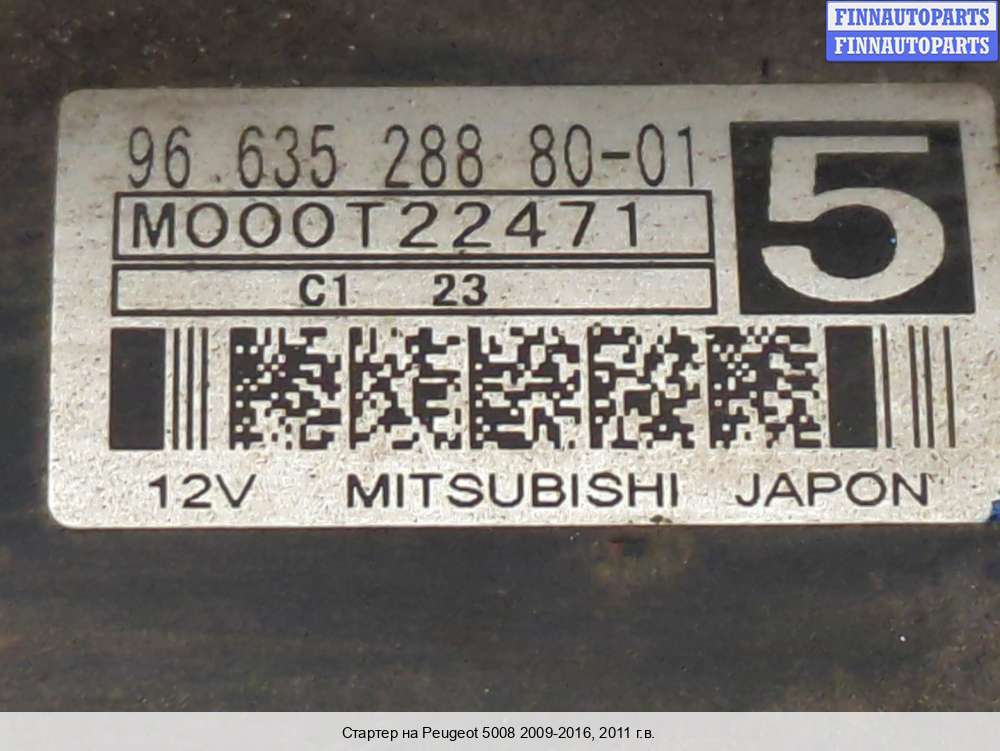 FINNAUTOPARTS
FINNAUTOPARTS
96 635 288 80-01
5
M000T22471
C1 23
12V MITSUBISHI JAPON
Стартер на Peugeot 5008 2009-2016, 2011 г.в.